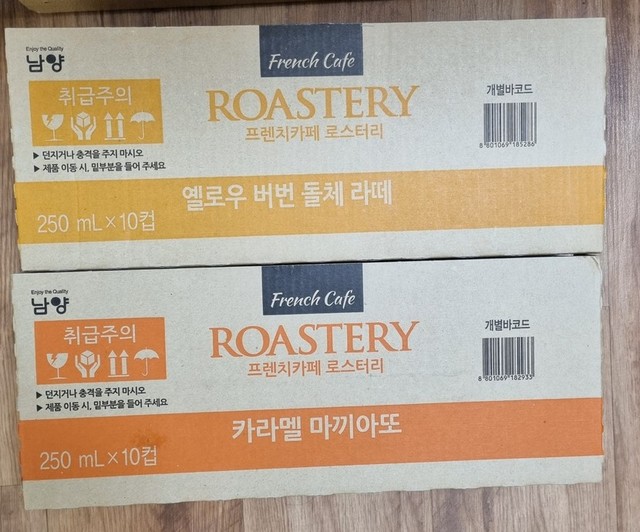 Enjoy the Quality
남양
취급주의
▶ 던지거나 충격을 주지 마시오
▶ 제품 이동 시, 밑부분을 들어 주세요
French Cafe
ROASTERY
프렌치카페 로스터리
개별바코드
8 801069 185286
옐로우 버번 돌체 라떼
250 mL×10컵
Enjoy the Quality
남양
취급주의
▶ 던지거나 충격을 주지 마시오
▶ 제품 이동 시, 밑부분을 들어 주세요
French Cafe
ROASTERY
프렌치카페 로스터리
개별바코드
8 801069 182933
카라멜 마끼아또
250 mL×10컵